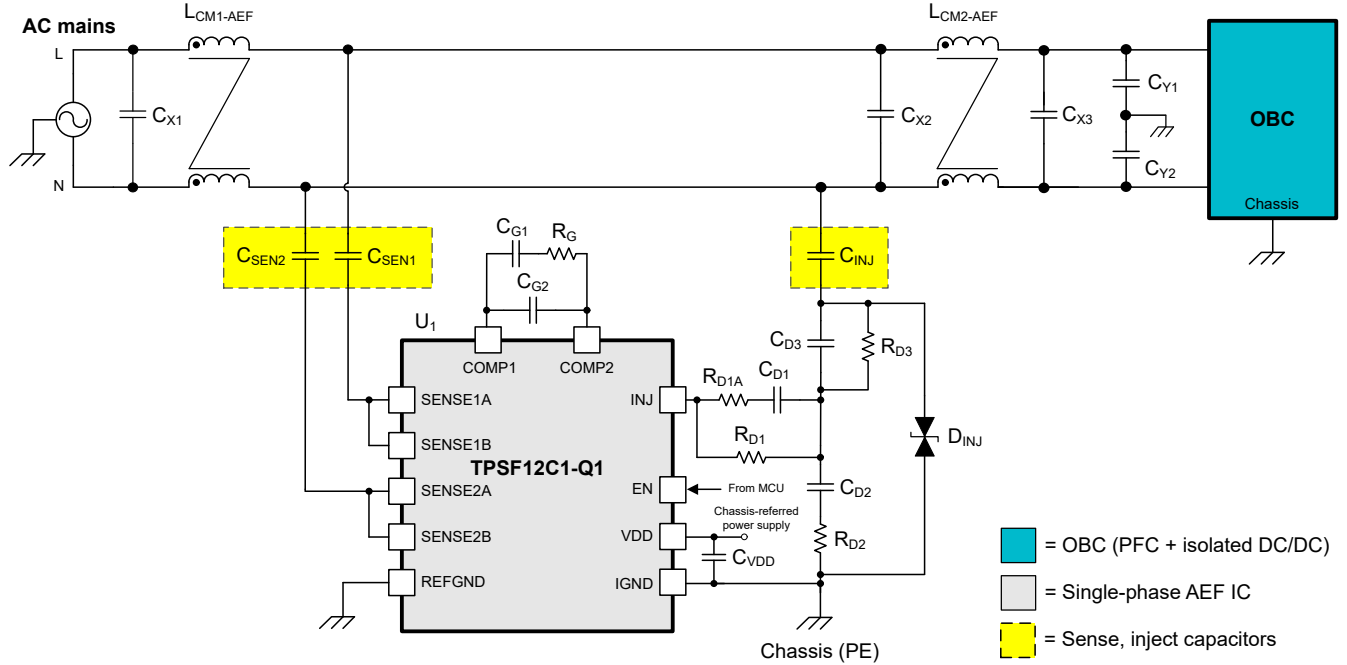 AC mains
L
N
LCM1-AEF
LCM2-AEF
CX1
CX2
CX3
CY1
CY2
OBC
Chassis
CSEN2
CSEN1
CG1
RG
CG2
CINJ
U1
COMP1
COMP2
SENSE1A
SENSE1B
SENSE2A
SENSE2B
REFGND
TPSF12C1-Q1
INJ
EN
VDD
IGND
RD1A
CD1
RD1
CD3
RD3
DINJ
From MCU
Chassis-referred
power supply
CVDD
CD2
RD2
Chassis (PE)
= OBC (PFC + isolated DC/DC)
= Single-phase AEF IC
= Sense, inject capacitors